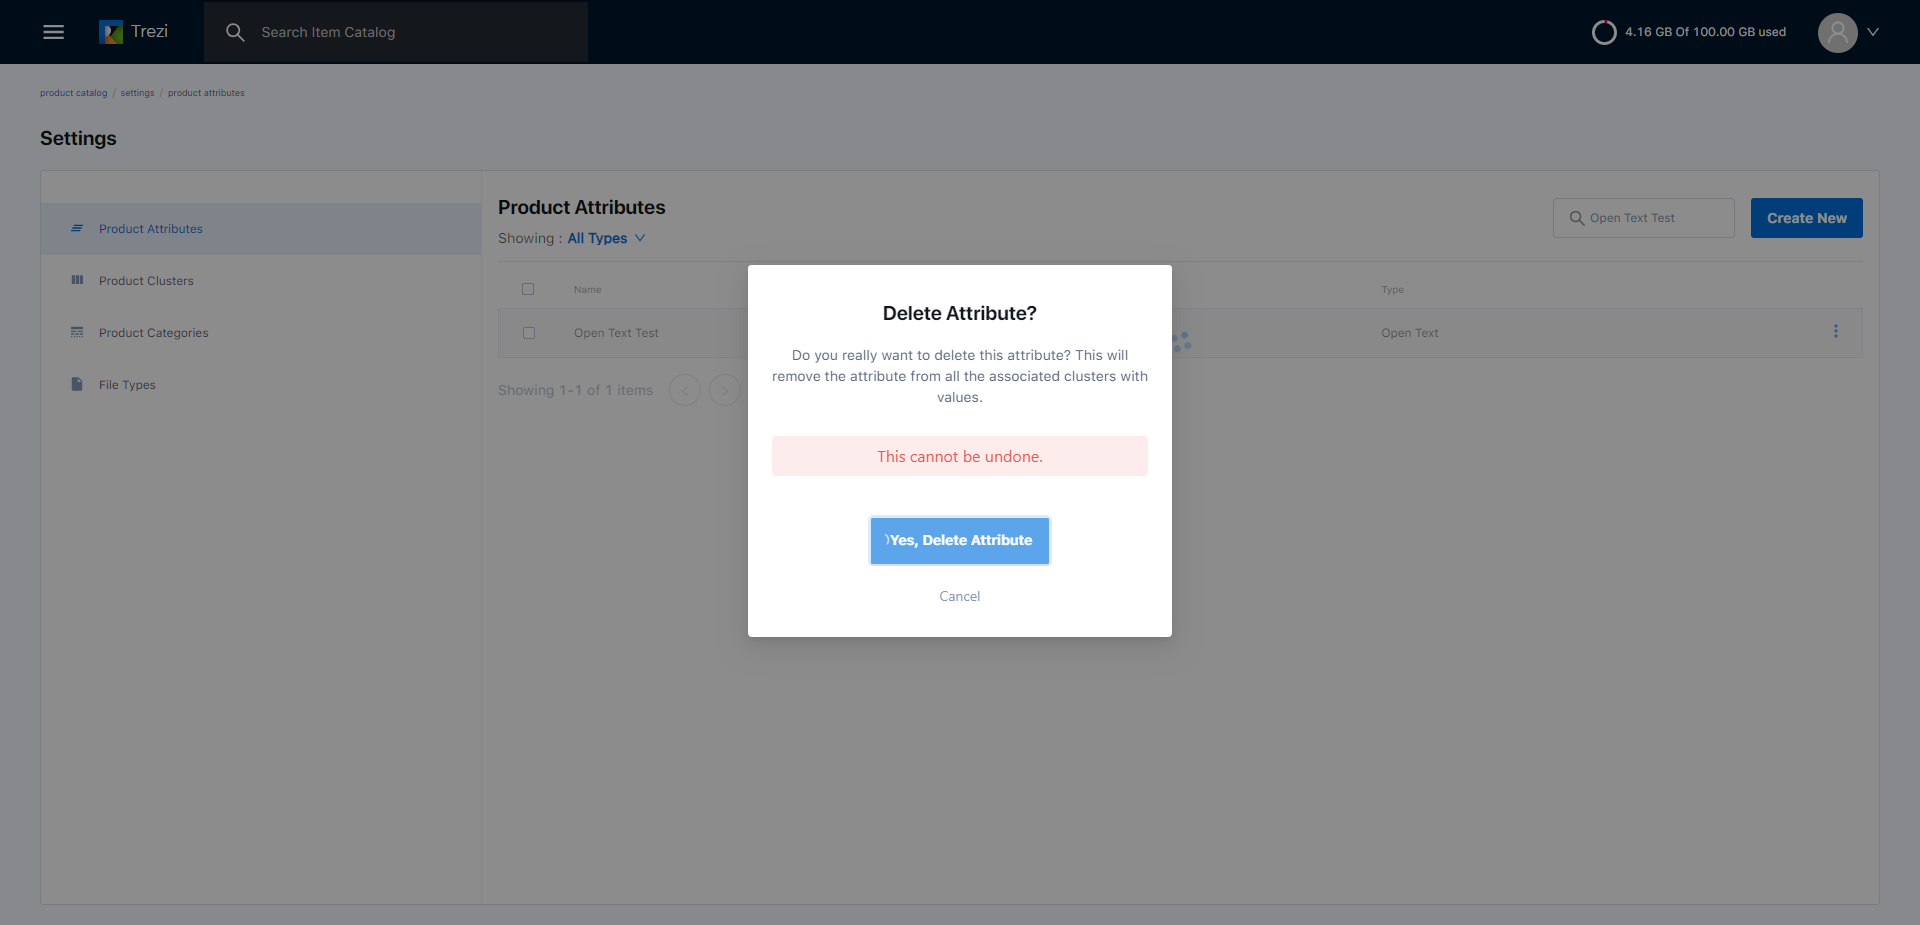 Trezi
Search Item Catalog
4.16 GB Of 100.00 GB used
product catalog / settings / product attributes
Settings
Product Attributes
Product Clusters
Product Categories
File Types
Product Attributes
Showing : All Types
Open Text Test
Create New
Name
Type
Open Text Test
Open Text
Showing 1-1 of 1 items
Delete Attribute?
Do you really want to delete this attribute? This will
remove the attribute from all the associated clusters with
values.
This cannot be undone.
Yes, Delete Attribute
Cancel